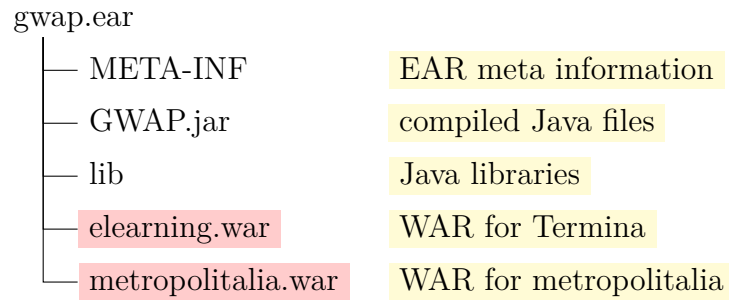 gwap.ear
META-INF EAR meta information
GWAP.jar compiled Java files
lib Java libraries
elearning.war WAR for Termina
metropolitalia.war WAR for metropolitalia